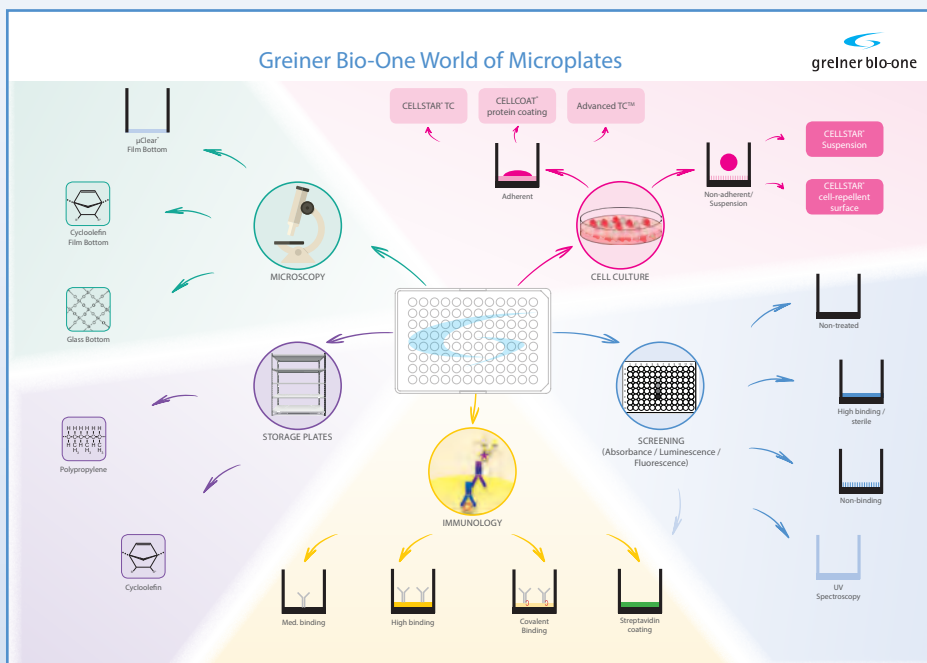 Greiner Bio-One World of Microplates
greiner bio-one
CELLSTAR® TC
CELLCOAT®
protein coating
Advanced TC™
Adherent
Non-adherent/
Suspension
CELLSTAR®
Suspension
CELLSTAR®
cell-repellent
surface
CELL CULTURE
µClear®
Film Bottom
Cycloolefin
Film Bottom
Glass Bottom
MICROSCOPY
STORAGE PLATES
Polypropylene
Cycloolefin
SCREENING
(Absorbance / Luminescence /
Fluorescence)
Non-treated
High binding /
sterile
Non-binding
UV
Spectroscopy
IMMUNOLOGY
Med. binding
High binding
Covalent
Binding
Streptavidin
coating